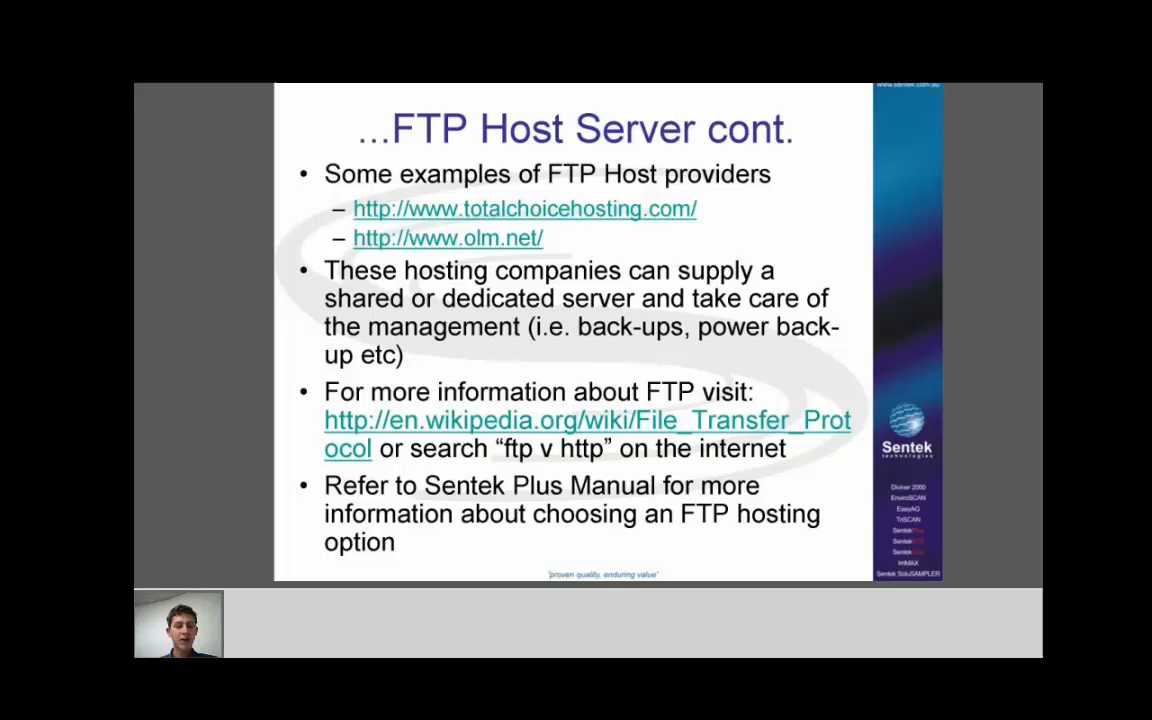 www.sentek.com.au
...FTP Host Server cont.
• Some examples of FTP Host providers
– http://www.totalchoicehosting.com/
– http://www.olm.net/
• These hosting companies can supply a
shared or dedicated server and take care of
the management (i.e. back-ups, power back-
up etc)
• For more information about FTP visit:
http://en.wikipedia.org/wiki/File_Transfer_Prot
ocol or search “ftp v http” on the internet
• Refer to Sentek Plus Manual for more
information about choosing an FTP hosting
option
"proven quality, enduring value"
Sentek
technologies
Diviner 2000
EnviroSCAN
EasyAG
TriSCAN
Sentek
Sentek
Sentek
IrriMAX
Sentek SoluSAMPLER